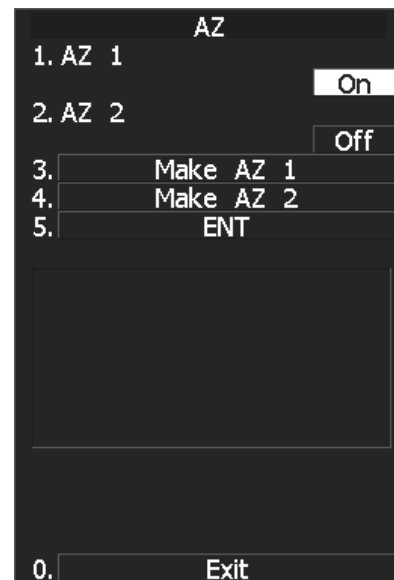 AZ
1. AZ 1
On
2. AZ 2
Off
3. Make AZ 1
4. Make AZ 2
5. ENT
0. Exit